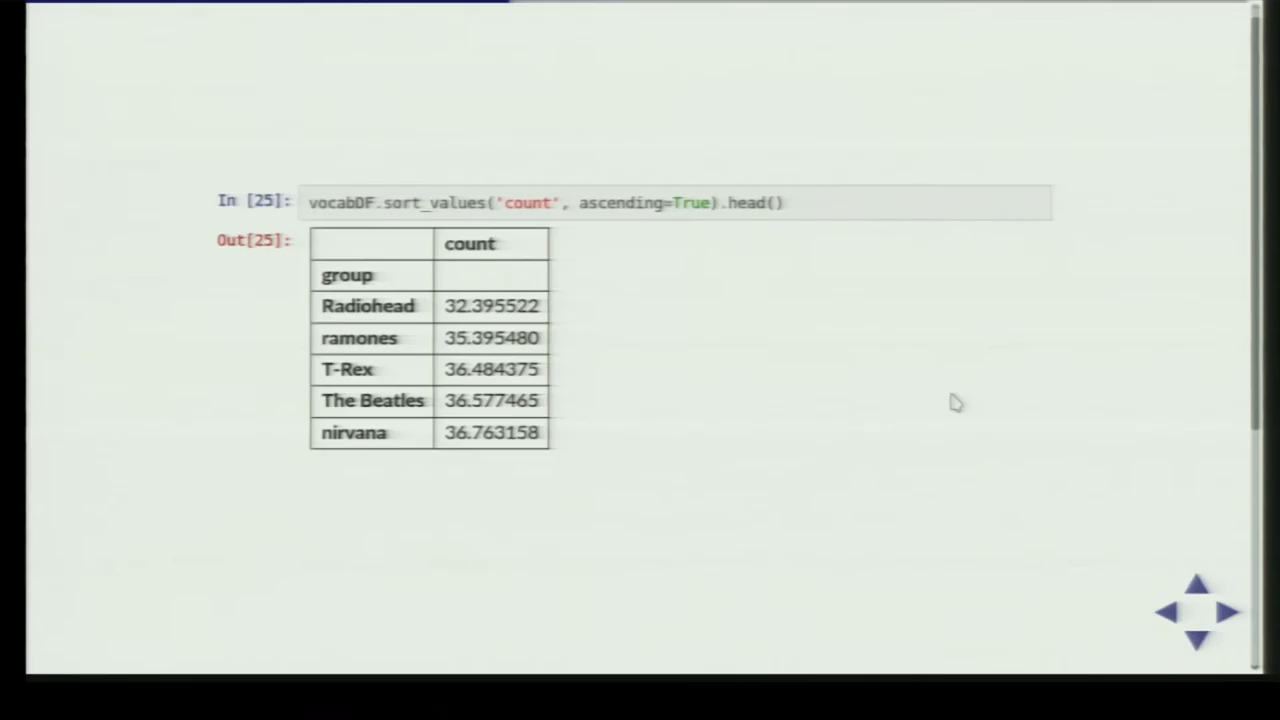 In [25]: vocabDF.sort_values('count', ascending=True).head()
Out[25]:
count
group
Radiohead 32.395522
ramones 35.395480
T-Rex 36.484375
The Beatles 36.577465
nirvana 36.763158